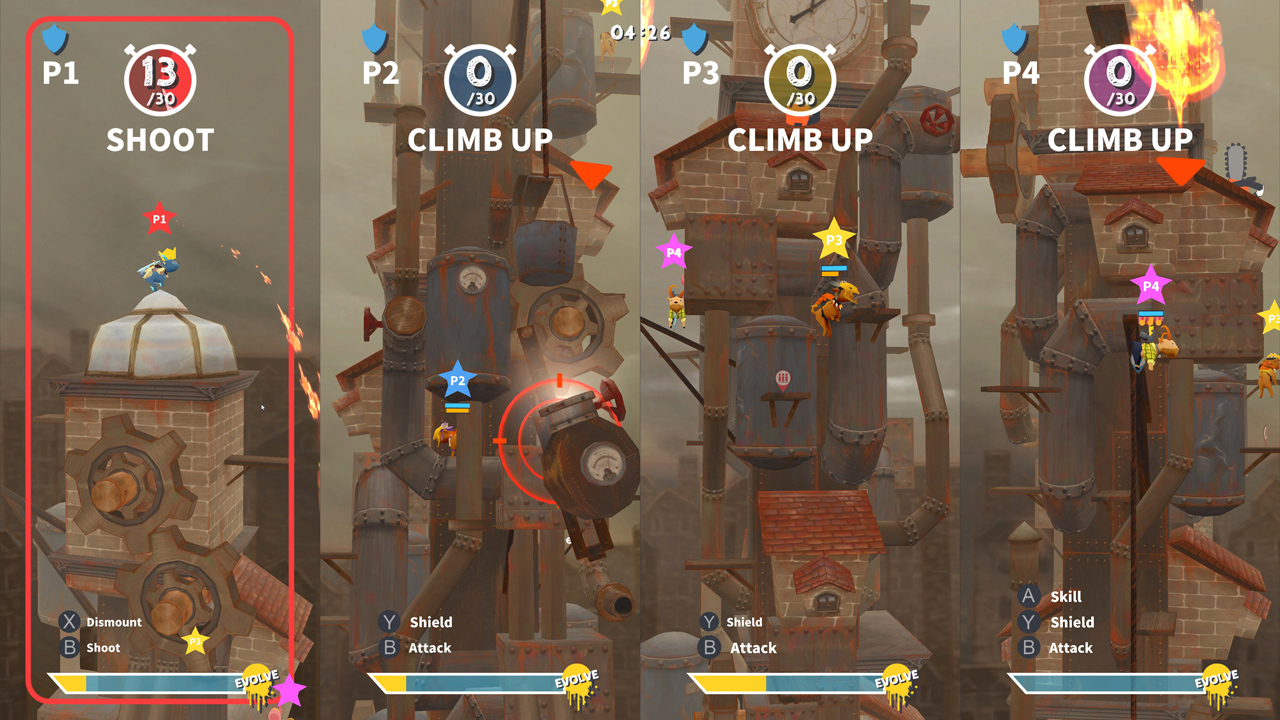 P1
13
/30
SHOOT
P1
X Dismount
B Shoot
P3
EVOLVE
P2
0
/30
CLIMB UP
P2
Y Shield
B Attack
EVOLVE
04:26
P3
0
/30
CLIMB UP
P4
P3
Y Shield
B Attack
EVOLVE
P4
0
/30
CLIMB UP
P4
A Skill
Y Shield
B Attack
EVOLVE